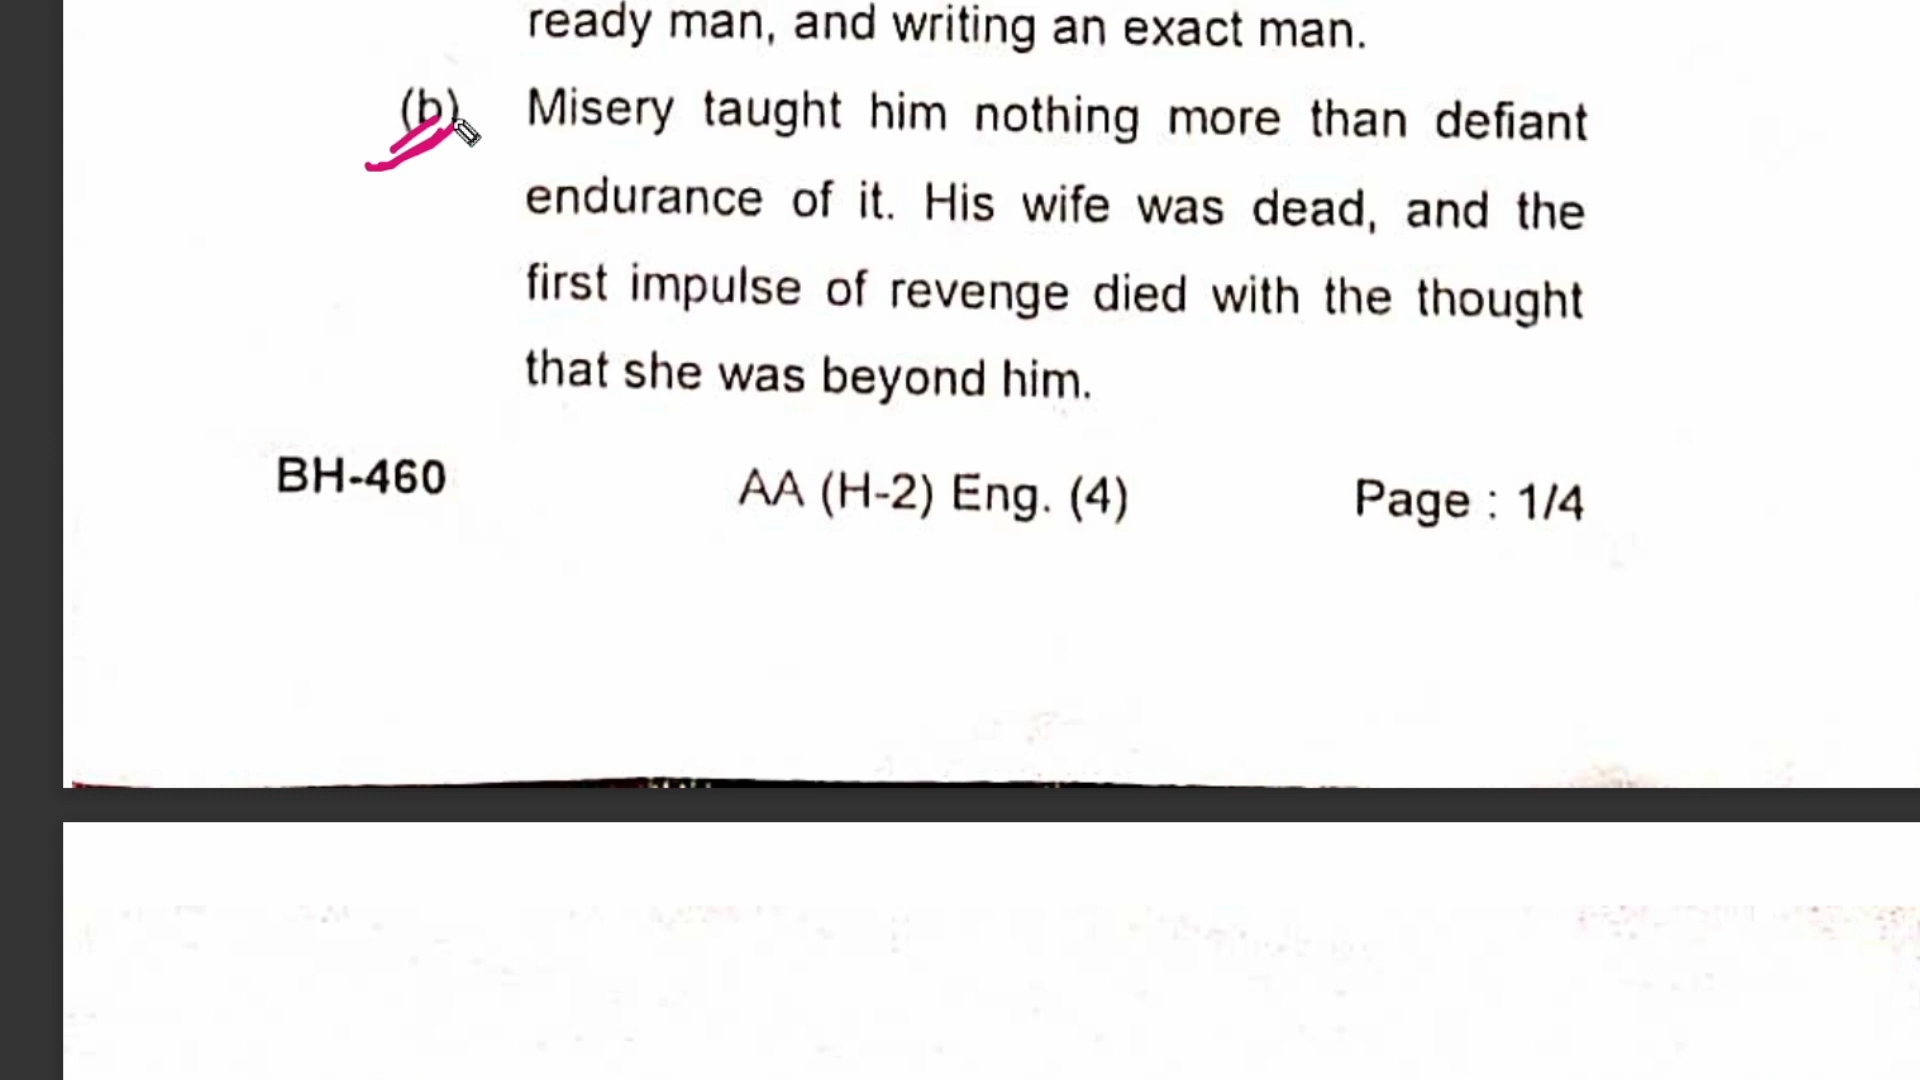 ready man, and writing an exact man.
(b) Misery taught him nothing more than defiant
endurance of it. His wife was dead, and the
first impulse of revenge died with the thought
that she was beyond him.
BH-460 AA (H-2) Eng. (4) Page : 1/4